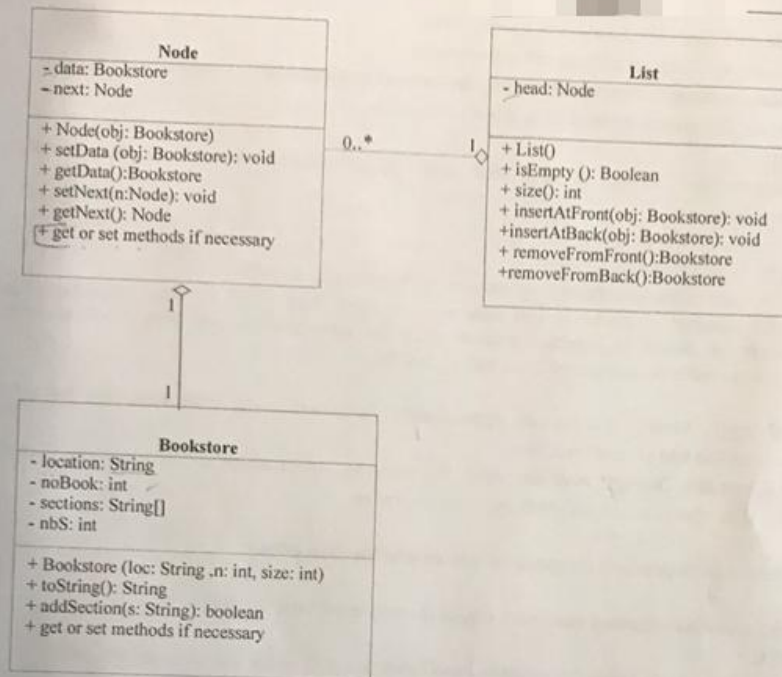 Node
- data: Bookstore
- next: Node
+ Node(obj: Bookstore)
+ setData (obj: Bookstore): void
+ getData():Bookstore
+ setNext(n:Node): void
+ getNext(): Node
+ get or set methods if necessary
0..*
1
List
- head: Node
+ List()
+ isEmpty (): Boolean
+ size(): int
+ insertAtFront(obj: Bookstore): void
+insertAtBack(obj: Bookstore): void
+ removeFromFront():Bookstore
+removeFromBack():Bookstore
1
1
Bookstore
- location: String
- noBook: int
- sections: String[]
- nbS: int
+ Bookstore (loc: String ,n: int, size: int)
+ toString(): String
+ addSection(s: String): boolean
+ get or set methods if necessary